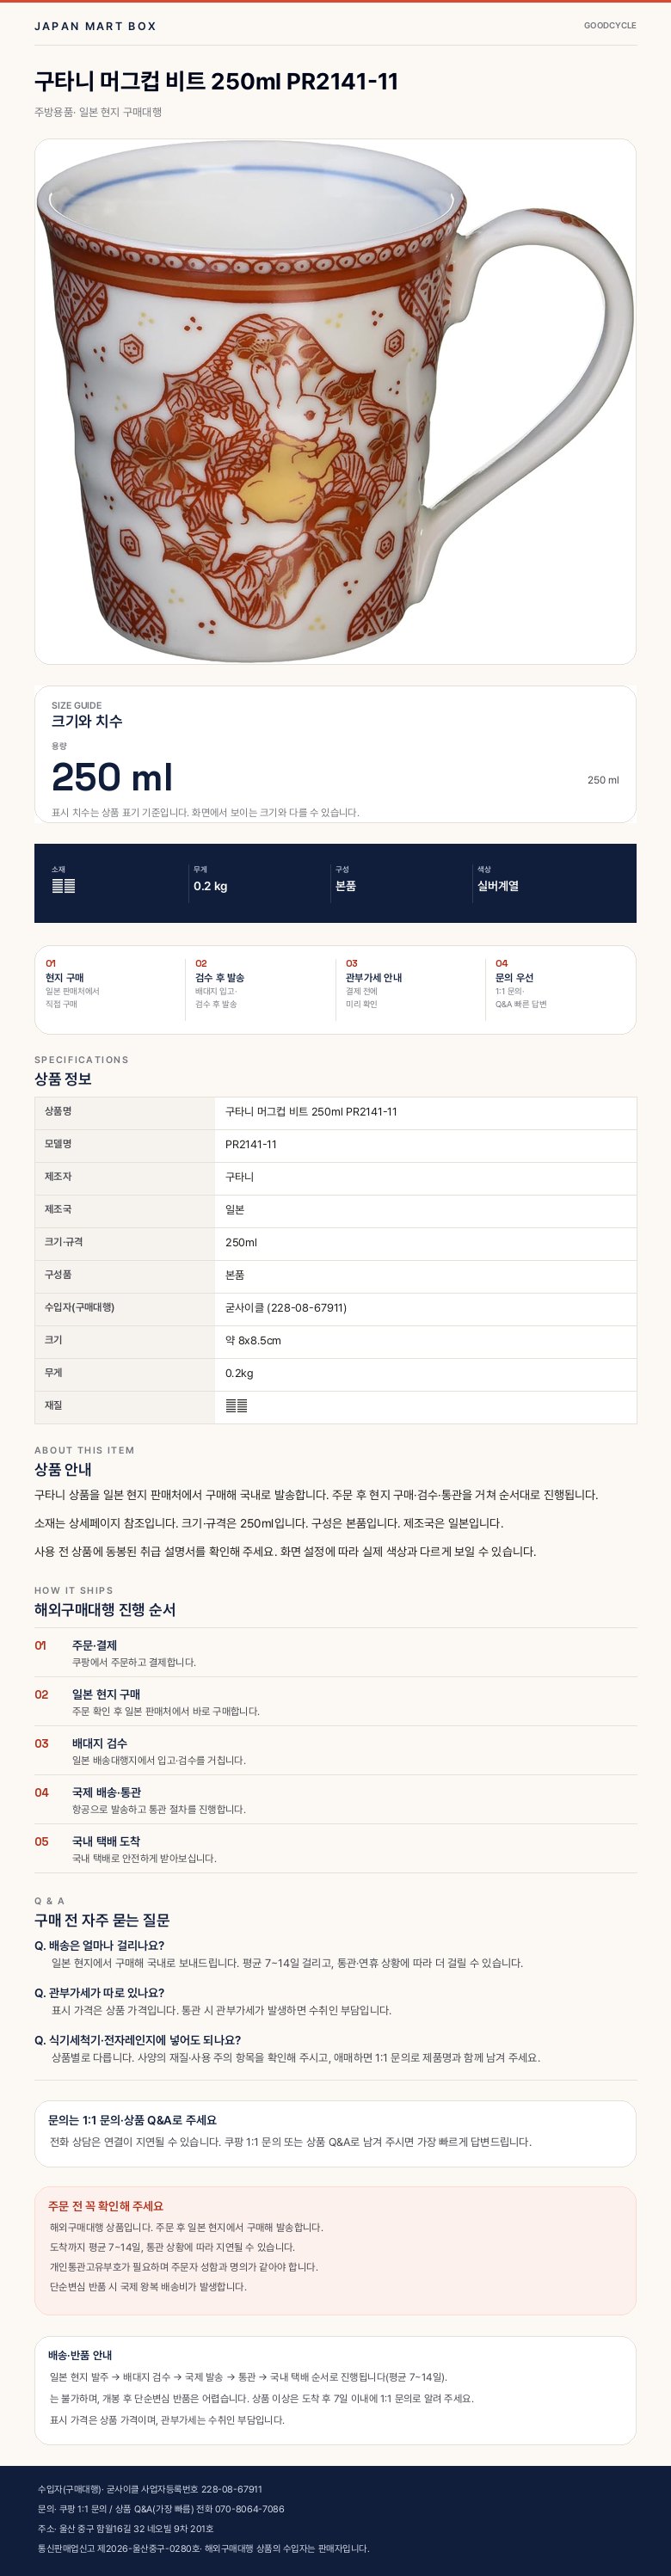 JAPAN MART BOX
GOODCYCLE
구타니 머그컵 비트 250ml PR2141-11
주방용품· 일본 현지 구매대행
SIZE GUIDE
크기와 치수
용량
250 ml
250 ml
표시 치수는 상품 표기 기준입니다. 화면에서 보이는 크기와 다를 수 있습니다.
소재
무게
구성
색상
0.2 kg
본품
실버계열
01
현지 구매
일본 판매처에서
직접 구매
02
검수 후 발송
배대지 입고·
검수 후 발송
03
관부가세 안내
결제 전에
미리 확인
04
문의 우선
1:1 문의·
Q&A 빠른 답변
SPECIFICATIONS
상품 정보
상품명 구타니 머그컵 비트 250ml PR2141-11
모델명 PR2141-11
제조자 구타니
제조국 일본
크기·규격 250ml
구성품 본품
수입자(구매대행) 굳사이클 (228-08-67911)
크기 약 8x8.5cm
무게 0.2kg
재질
ABOUT THIS ITEM
상품 안내
구타니 상품을 일본 현지 판매처에서 구매해 국내로 발송합니다. 주문 후 현지 구매·검수·통관을 거쳐 순서대로 진행됩니다.
소재는 상세페이지 참조입니다. 크기·규격은 250ml입니다. 구성은 본품입니다. 제조국은 일본입니다.
사용 전 상품에 동봉된 취급 설명서를 확인해 주세요. 화면 설정에 따라 실제 색상과 다르게 보일 수 있습니다.
HOW IT SHIPS
해외구매대행 진행 순서
01 주문·결제
쿠팡에서 주문하고 결제합니다.
02 일본 현지 구매
주문 확인 후 일본 판매처에서 바로 구매합니다.
03 배대지 검수
일본 배송대행지에서 입고·검수를 거칩니다.
04 국제 배송·통관
항공으로 발송하고 통관 절차를 진행합니다.
05 국내 택배 도착
국내 택배로 안전하게 받아보십니다.
Q & A
구매 전 자주 묻는 질문
Q. 배송은 얼마나 걸리나요?
일본 현지에서 구매해 국내로 보내드립니다. 평균 7~14일 걸리고, 통관·연휴 상황에 따라 더 걸릴 수 있습니다.
Q. 관부가세가 따로 있나요?
표시 가격은 상품 가격입니다. 통관 시 관부가세가 발생하면 수취인 부담입니다.
Q. 식기세척기·전자레인지에 넣어도 되나요?
상품별로 다릅니다. 사양의 재질·사용 주의 항목을 확인해 주시고, 애매하면 1:1 문의로 제품명과 함께 남겨 주세요.
문의는 1:1 문의·상품 Q&A로 주세요
전화 상담은 연결이 지연될 수 있습니다. 쿠팡 1:1 문의 또는 상품 Q&A로 남겨 주시면 가장 빠르게 답변드립니다.
주문 전 꼭 확인해 주세요
해외구매대행 상품입니다. 주문 후 일본 현지에서 구매해 발송합니다.
도착까지 평균 7~14일, 통관 상황에 따라 지연될 수 있습니다.
개인통관고유부호가 필요하며 주문자 성함과 명의가 같아야 합니다.
단순변심 반품 시 국제 왕복 배송비가 발생합니다.
배송·반품 안내
일본 현지 발주 → 배대지 검수 → 국제 발송 → 통관 → 국내 택배 순서로 진행됩니다(평균 7~14일).
는 불가하며, 개봉 후 단순변심 반품은 어렵습니다. 상품 이상은 도착 후 7일 이내에 1:1 문의로 알려 주세요.
표시 가격은 상품 가격이며, 관부가세는 수취인 부담입니다.
수입자(구매대행)· 굳사이클 사업자등록번호 228-08-67911
문의· 쿠팡 1:1 문의 / 상품 Q&A(가장 빠름) 전화 070-8064-7086
주소· 울산 중구 함월16길 32 네오빌 9차 201호
통신판매업신고 제2026-울산중구-0280호· 해외구매대행 상품의 수입자는 판매자입니다.